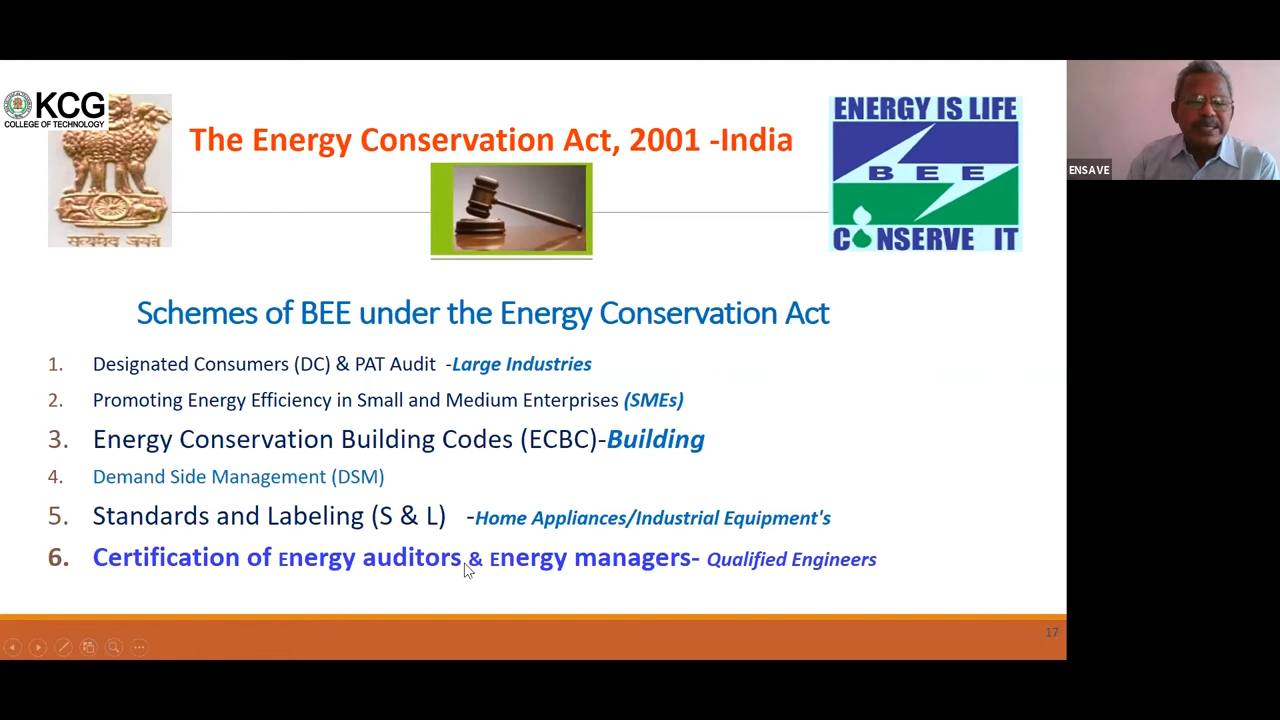 KCG
COLLEGE OF TECHNOLOGY
The Energy Conservation Act, 2001 -India
सत्यमेव जयते
ENERGY IS LIFE
BEE
CONSERVE IT
ENSAVE
Schemes of BEE under the Energy Conservation Act
1. Designated Consumers (DC) & PAT Audit -Large Industries
2. Promoting Energy Efficiency in Small and Medium Enterprises (SMEs)
3. Energy Conservation Building Codes (ECBC)-Building
4. Demand Side Management (DSM)
5. Standards and Labeling (S & L) -Home Appliances/Industrial Equipment's
6. Certification of Energy auditors & Energy managers- Qualified Engineers
17